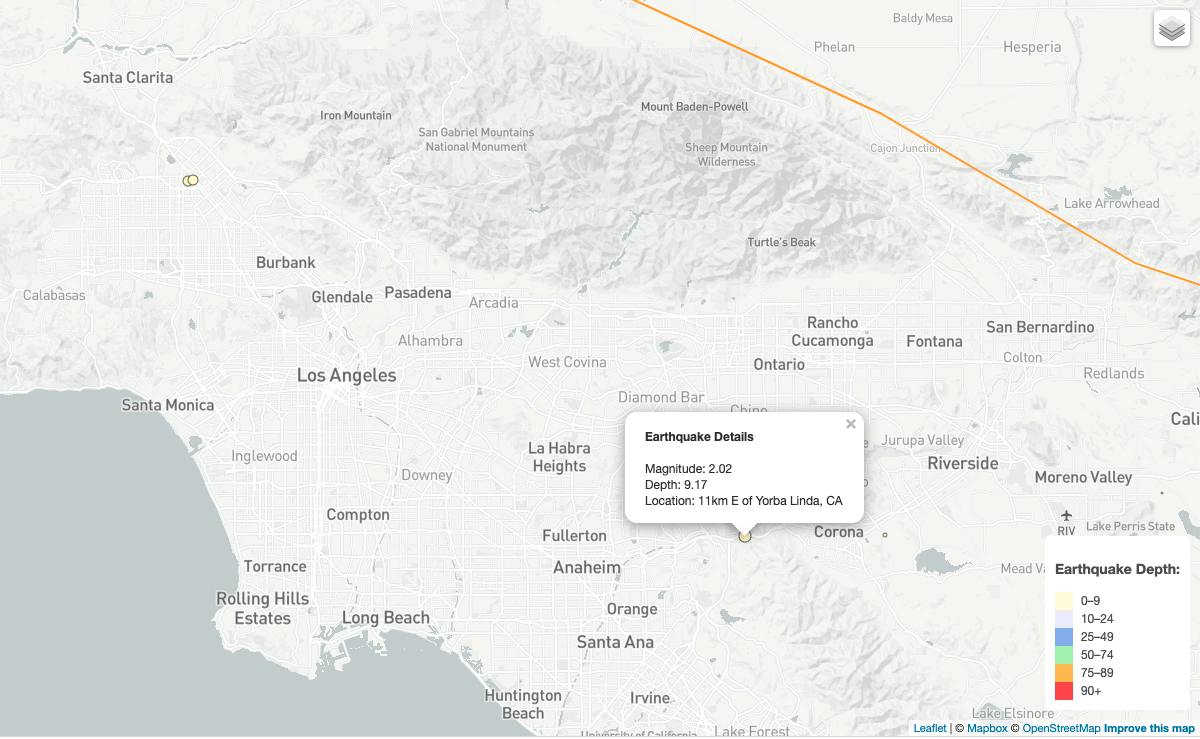 Baldy Mesa
Phelan
Hesperia
Santa Clarita
Mount Baden-Powell
Iron Mountain
San Gabriel Mountains
National Monument
Sheep Mountain
Wilderness
Cajon Junction
Lake Arrowhead
Turtle's Beak
Burbank
Calabasas
Glendale
Pasadena
Arcadia
Rancho
Cucamonga
San Bernardino
Alhambra
Fontana
West Covina
Ontario
Colton
Los Angeles
Redlands
Diamond Bar
Santa Monica
Chino
Cali
Earthquake Details
Magnitude: 2.02
Depth: 9.17
Location: 11km E of Yorba Linda, CA
×
Jurupa Valley
La Habra
Heights
Inglewood
Riverside
Downey
Moreno Valley
Compton
Lake Perris State
RIV
Fullerton
Corona
Torrance
Anaheim
Mead Va
Earthquake Depth:
0–9
10–24
25–49
50–74
75–89
90+
Rolling Hills
Estates
Orange
Long Beach
Santa Ana
Huntington
Beach
Irvine
Lake Elsinore
University of California
Lake Forest
Leaflet | © Mapbox © OpenStreetMap Improve this map